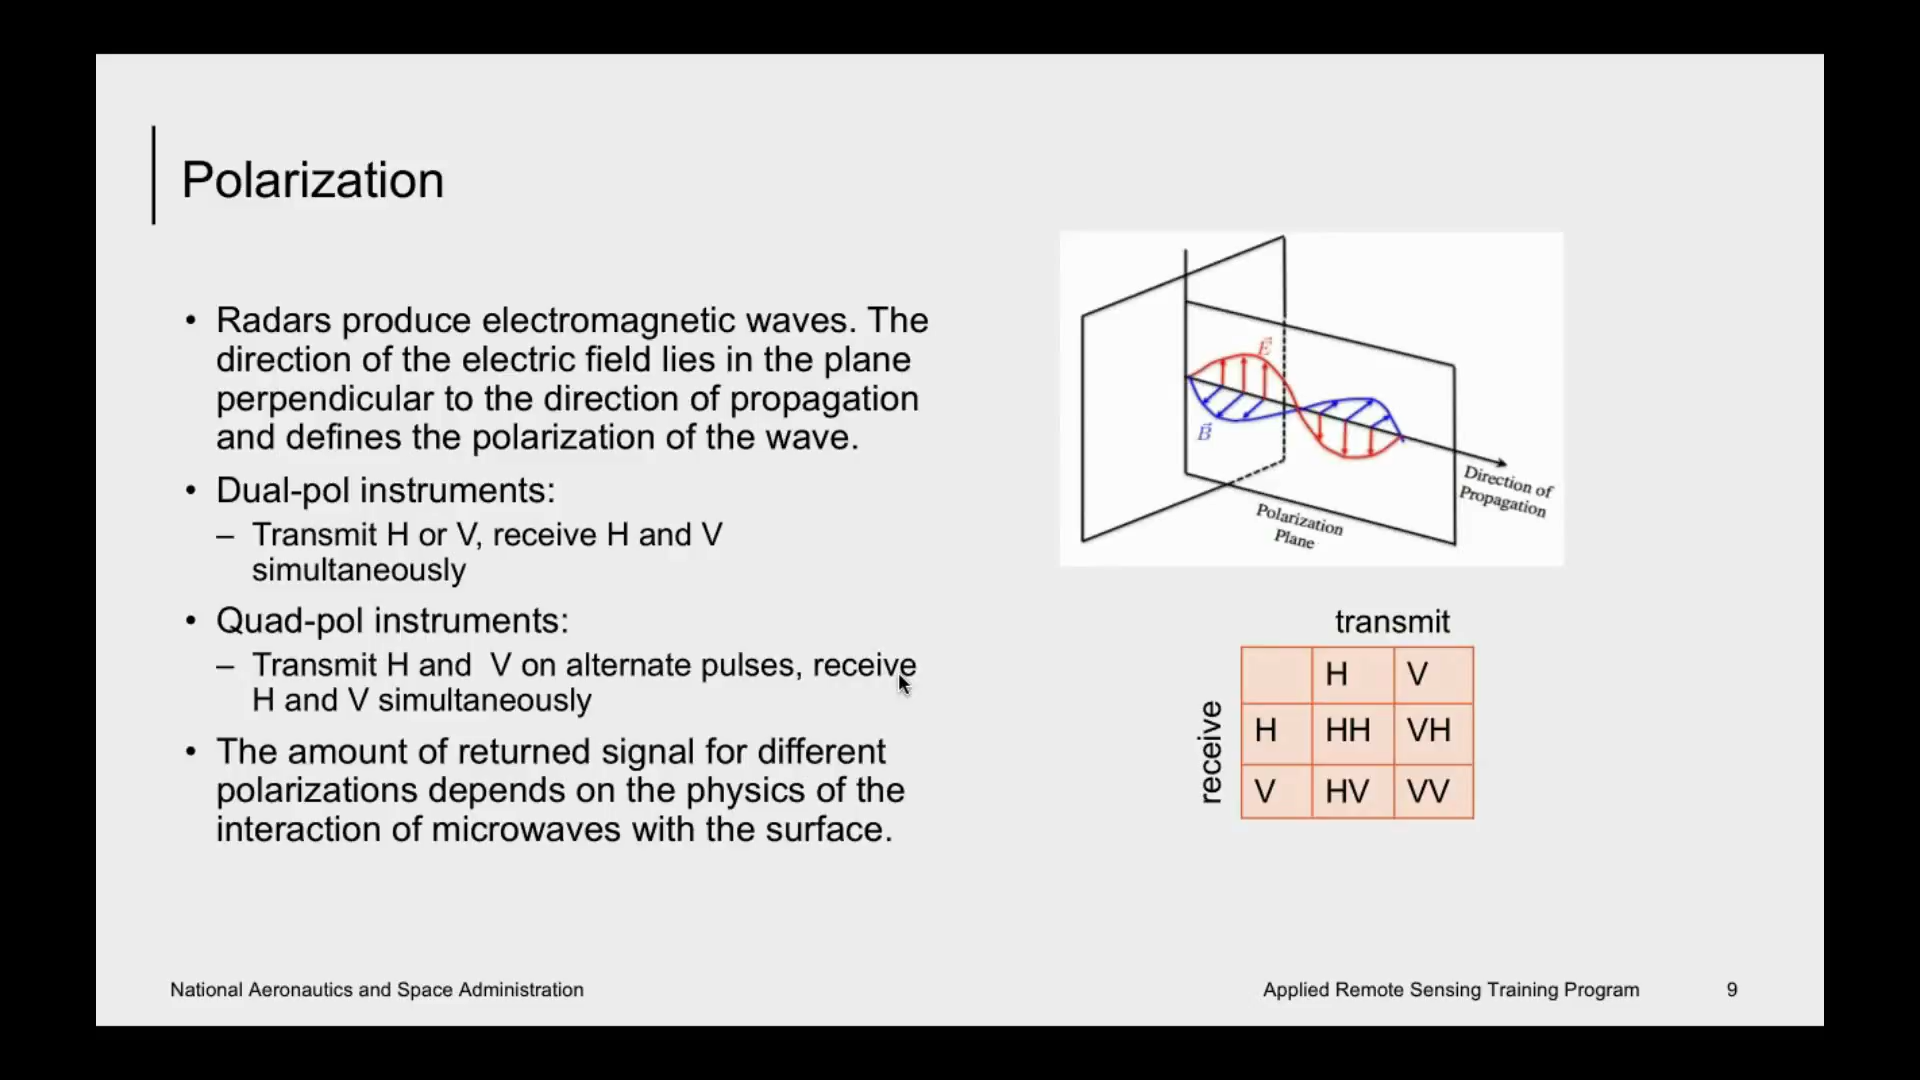 Polarization
• Radars produce electromagnetic waves. The
direction of the electric field lies in the plane
perpendicular to the direction of propagation
and defines the polarization of the wave.
• Dual-pol instruments:
– Transmit H or V, receive H and V
simultaneously
• Quad-pol instruments:
– Transmit H and  V on alternate pulses, receive
H and V simultaneously
• The amount of returned signal for different
polarizations depends on the physics of the
interaction of microwaves with the surface.
E
B
Direction of
Propagation
Polarization
Plane
transmit
receive
H V
H HH VH
V HV VV
National Aeronautics and Space Administration
Applied Remote Sensing Training Program
9